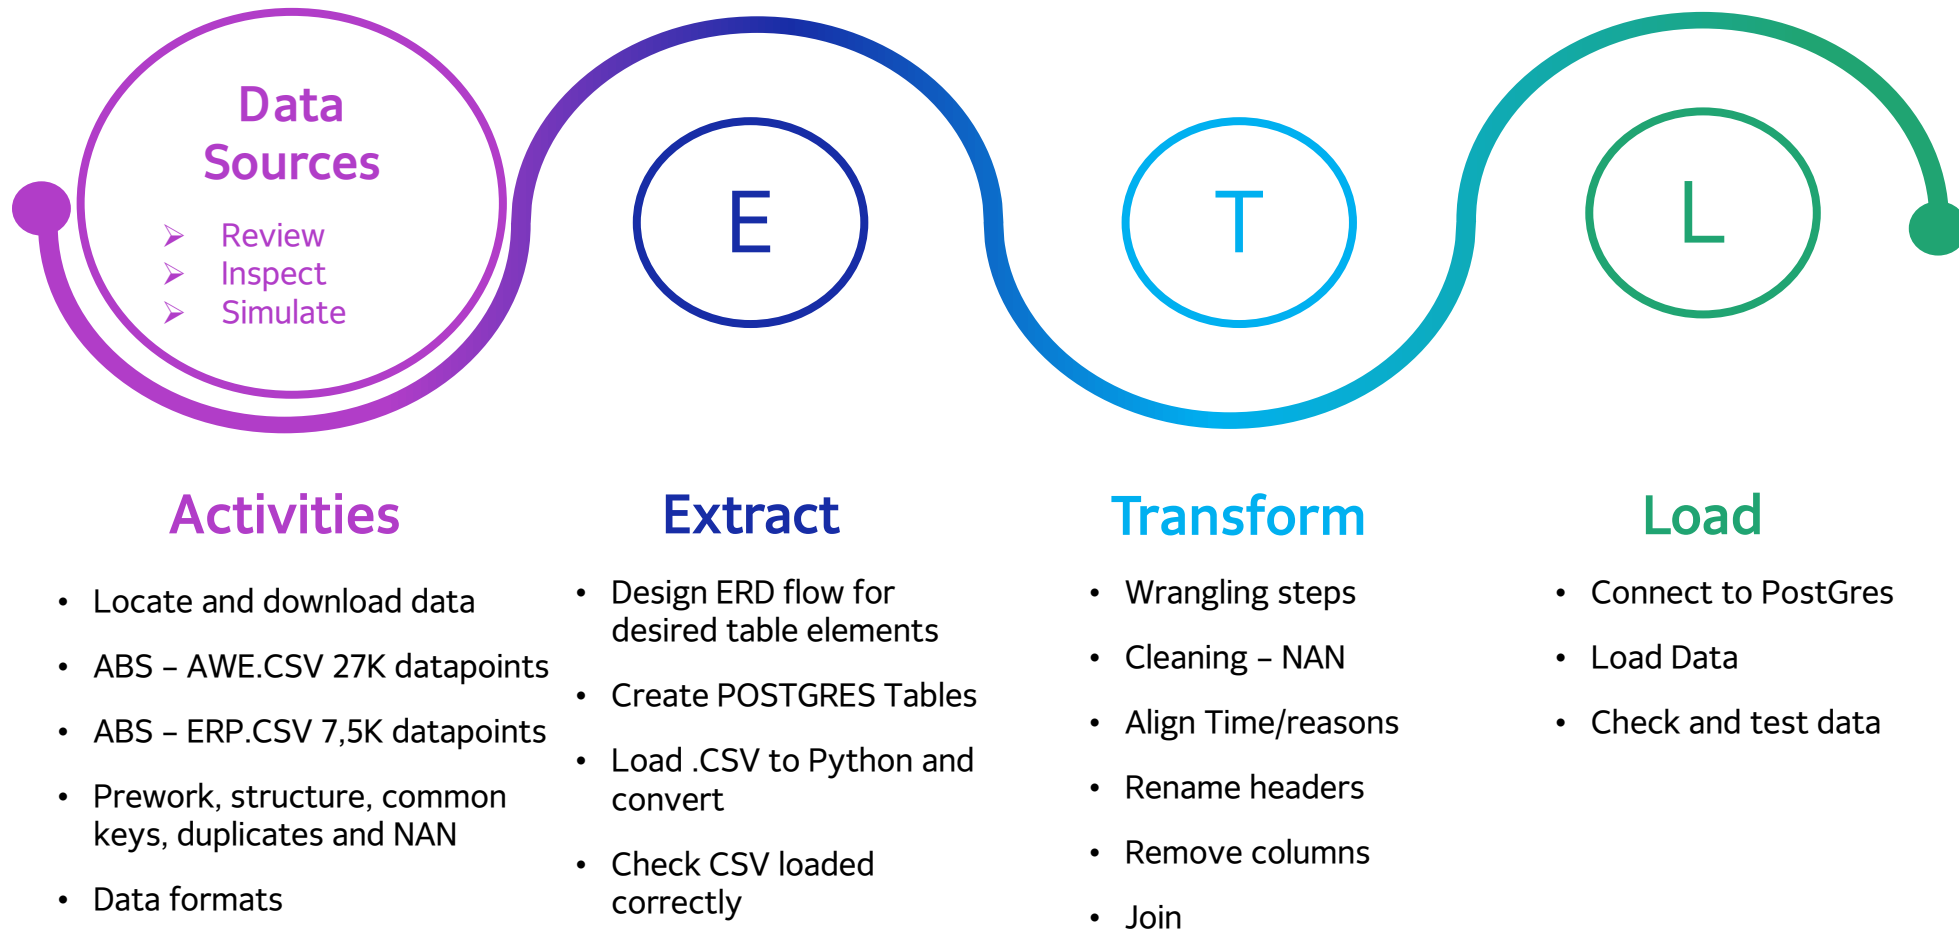 Data
Sources
➢ Review
➢ Inspect
➢ Simulate
E
T
L
Activities
• Locate and download data
• ABS – AWE.CSV 27K datapoints
• ABS – ERP.CSV 7,5K datapoints
• Prework, structure, common
keys, duplicates and NAN
• Data formats
Extract
• Design ERD flow for
desired table elements
• Create POSTGRES Tables
• Load .CSV to Python and
convert
• Check CSV loaded
correctly
Transform
• Wrangling steps
• Cleaning – NAN
• Align Time/reasons
• Rename headers
• Remove columns
• Join
Load
• Connect to PostGres
• Load Data
• Check and test data